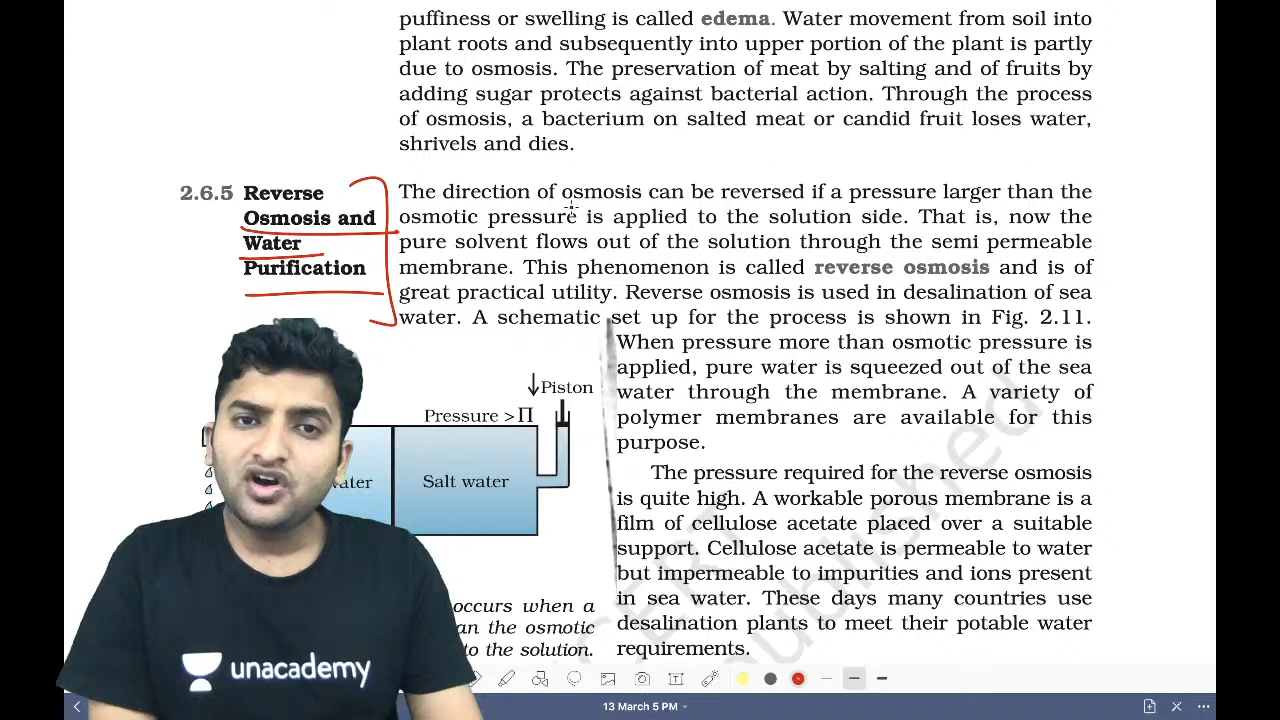 puffiness or swelling is called edema. Water movement from soil into
plant roots and subsequently into upper portion of the plant is partly
due to osmosis. The preservation of meat by salting and of fruits by
adding sugar protects against bacterial action. Through the process
of osmosis, a bacterium on salted meat or candid fruit loses water,
shrivels and dies.
2.6.5 Reverse
Osmosis and
Water
Purification
The direction of osmosis can be reversed if a pressure larger than the
osmotic pressure is applied to the solution side. That is, now the
pure solvent flows out of the solution through the semi permeable
membrane. This phenomenon is called reverse osmosis and is of
great practical utility. Reverse osmosis is used in desalination of sea
water. A schematic set up for the process is shown in Fig. 2.11.
When pressure more than osmotic pressure is
applied, pure water is squeezed out of the sea
water through the membrane. A variety of
polymer membranes are available for this
purpose.
The pressure required for the reverse osmosis
is quite high. A workable porous membrane is a
film of cellulose acetate placed over a suitable
support. Cellulose acetate is permeable to water
but impermeable to impurities and ions present
in sea water. These days many countries use
desalination plants to meet their potable water
requirements.
Piston
Pressure > Π
Salt water
occurs when a
the osmotic
to the solution.
published
unacademy
13 March 5 PM